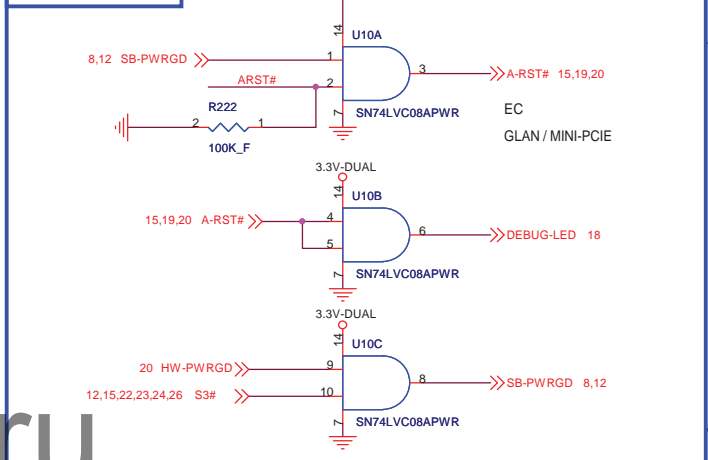 14
U10A
8,12 SB-PWRGD
1
3
A-RST# 15,19,20
ARST#
2
R222
7
SN74LVC08APWR
EC
2
1
GLAN / MINI-PCIE
100K_F
3.3V-DUAL
14
U10B
15,19,20 A-RST#
4
6
DEBUG-LED 18
5
7
SN74LVC08APWR
3.3V-DUAL
14
U10C
20 HW-PWRGD
9
8
SB-PWRGD 8,12
12,15,22,23,24,26 S3#
10
7
SN74LVC08APWR
ru